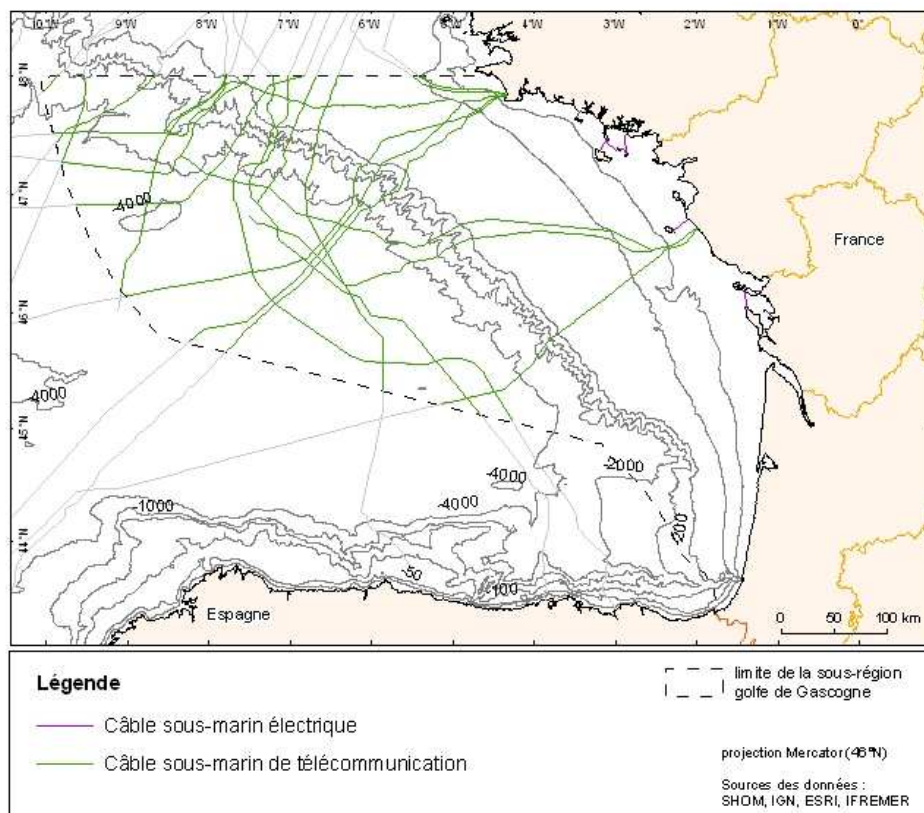 10°W 9°W 8°W 7°W 6°W 5°W 4°W 3°W 2°W 1°W 0°
48°N
47°N
-4000
France
46°N
-4000
45°N
-2000
-4000
-1000
-4000
-200
44°N
-50
-100
Espagne
0 50 100 km
Légende
limite de la sous-région
golfe de Gascogne
Câble sous-marin électrique
Câble sous-marin de télécommunication
projection Mercator (46°N)
Sources des données :
SHOM, IGN, ESRI, IFREMER